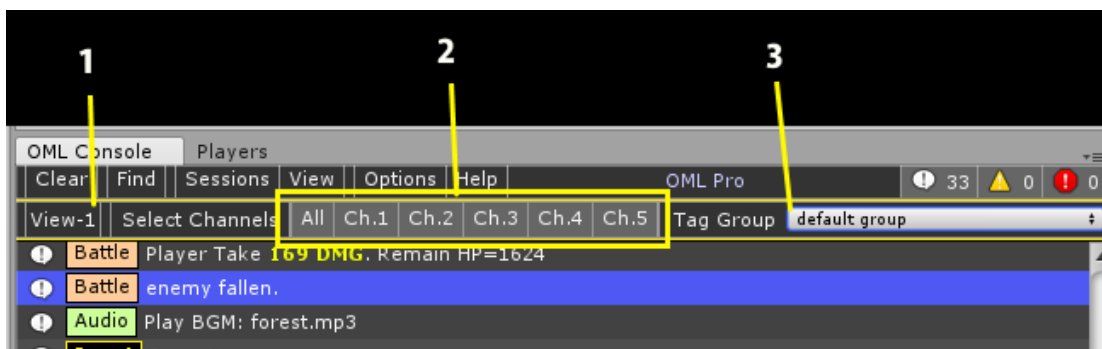 1 2 3
OML Console Players
Clear Find Sessions View Options Help OML Pro 33 0 0
View-1 Select Channels All Ch.1 Ch.2 Ch.3 Ch.4 Ch.5 Tag Group default group
Battle Player Take 169 DMG. Remain HP=1624
Battle enemy fallen.
Audio Play BGM: forest.mp3